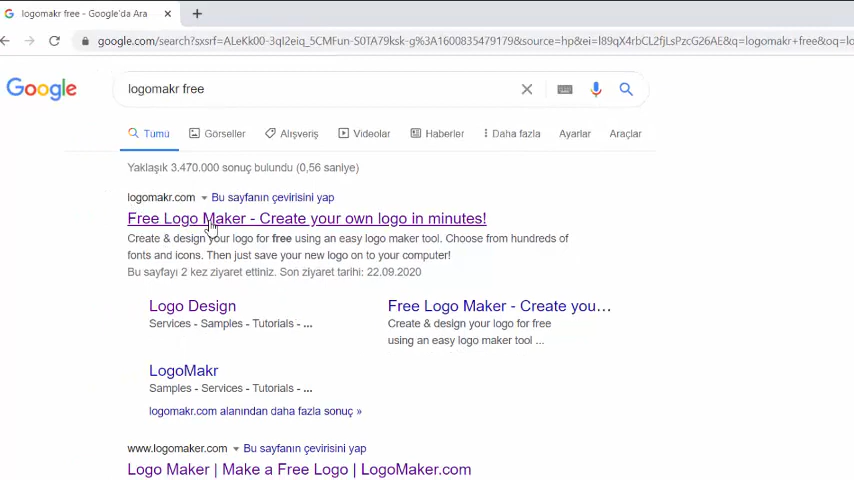 logomakr free - Google'da Ara
google.com/search?sxsrf=ALeKk00-3qI2eiq_5CMFun-S0TA79ksk-g%3A1600835479179&source=hp&ei=l89qX4rbCL2fjLsPzcG26AE&q=logomakr+free&oq=lo
Google
logomakr free
Tümü
Görseller
Alışveriş
Videolar
Haberler
Daha fazla
Ayarlar
Araçlar
Yaklaşık 3.470.000 sonuç bulundu (0,56 saniye)
logomakr.com Bu sayfanın çevirisini yap
Free Logo Maker - Create your own logo in minutes!
Create & design your logo for free using an easy logo maker tool. Choose from hundreds of
fonts and icons. Then just save your new logo on to your computer!
Bu sayfayı 2 kez ziyaret ettiniz. Son ziyaret tarihi: 22.09.2020
Logo Design
Services - Samples - Tutorials - ...
Free Logo Maker - Create you...
Create & design your logo for free
using an easy logo maker tool ...
LogoMakr
Samples - Services - Tutorials - ...
logomakr.com alanından daha fazla sonuç »
www.logomaker.com Bu sayfanın çevirisini yap
Logo Maker | Make a Free Logo | LogoMaker.com